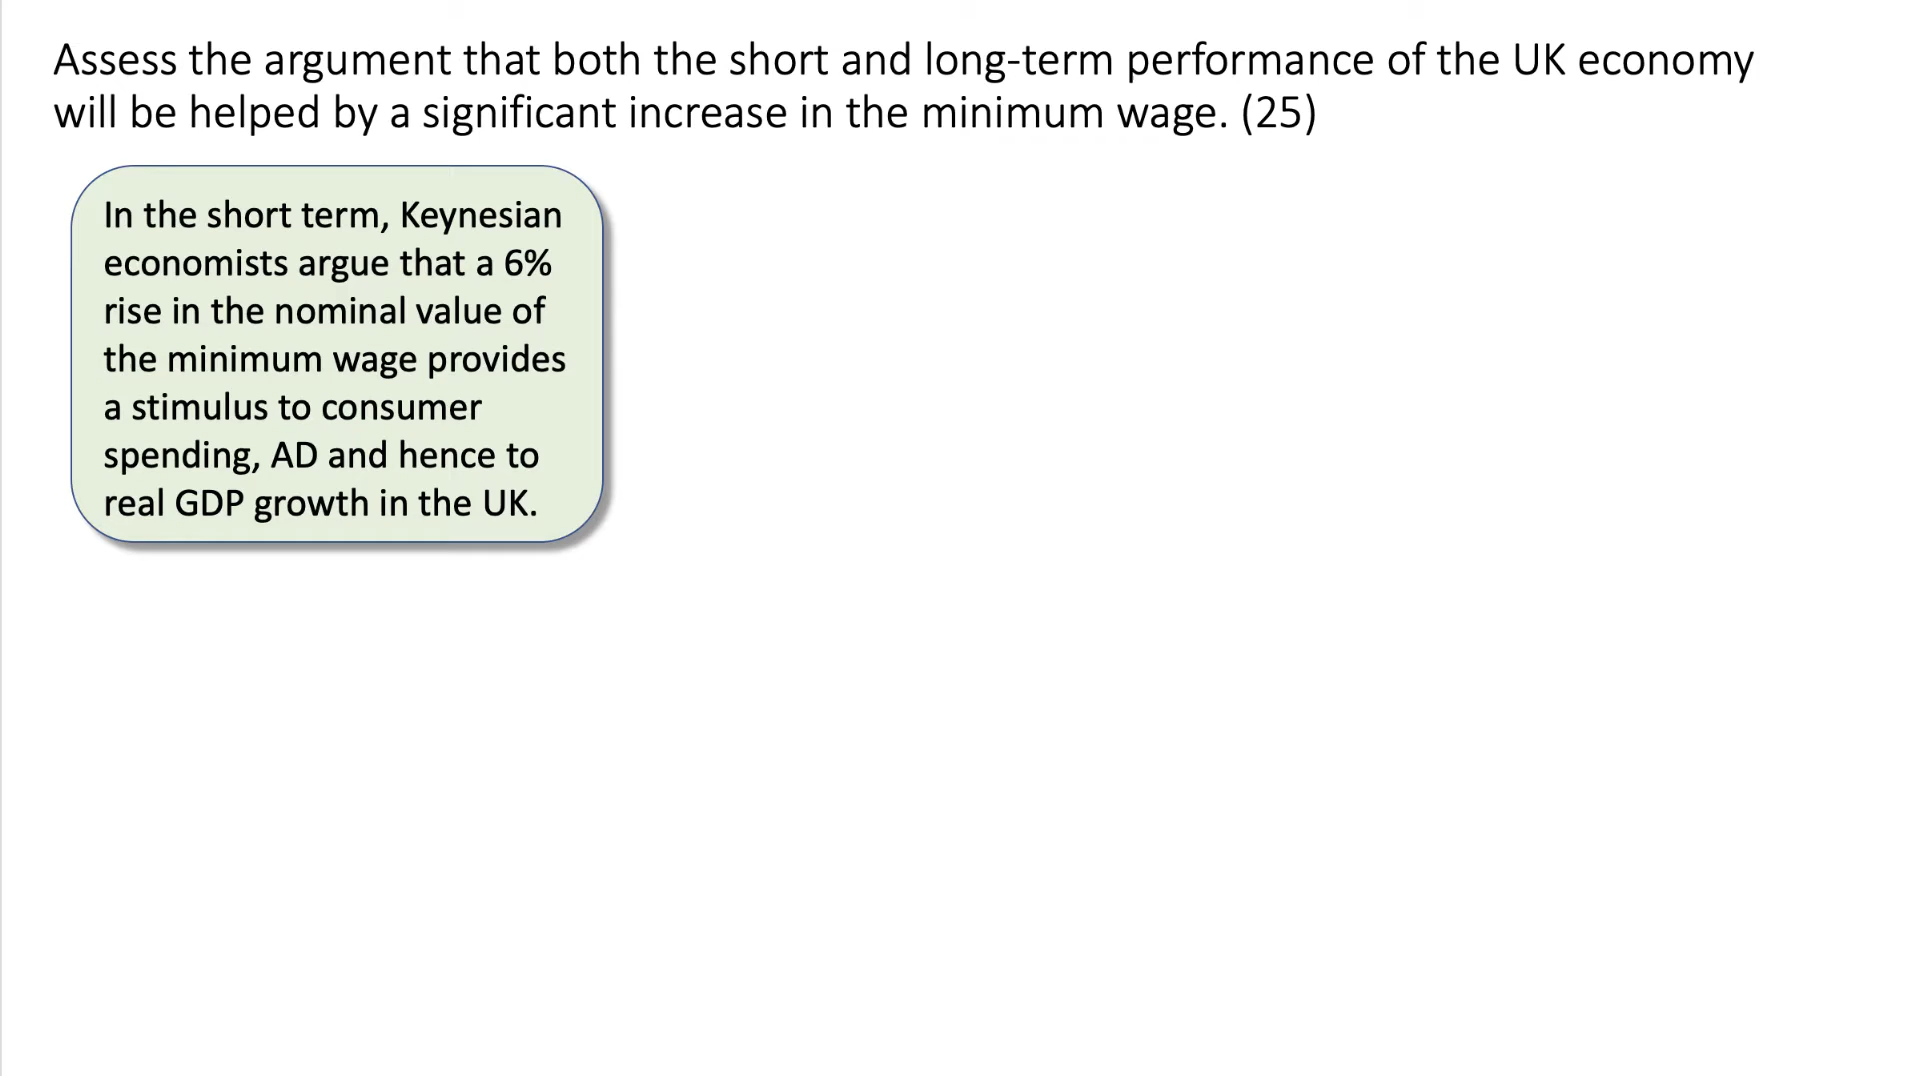 Assess the argument that both the short and long-term performance of the UK economy
will be helped by a significant increase in the minimum wage. (25)
In the short term, Keynesian
economists argue that a 6%
rise in the nominal value of
the minimum wage provides
a stimulus to consumer
spending, AD and hence to
real GDP growth in the UK.